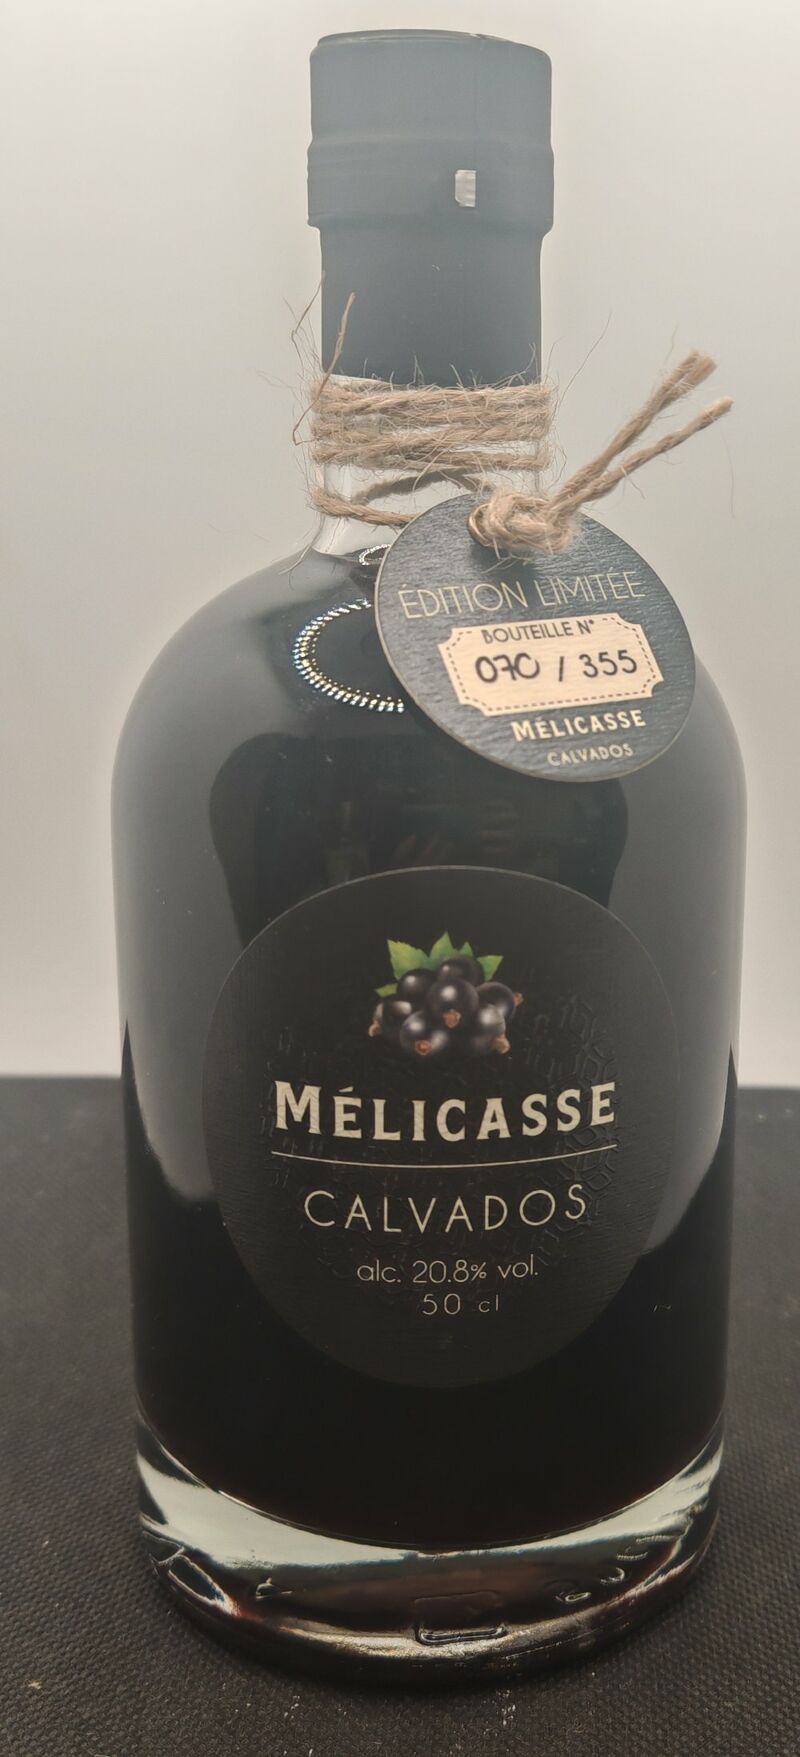 ÉDITION LIMITÉE
BOUTEILLE N°
070 / 355
MÉLICASSE
CALVADOS
MÉLICASSE
CALVADOS
alc. 20.8% vol.
50 cl